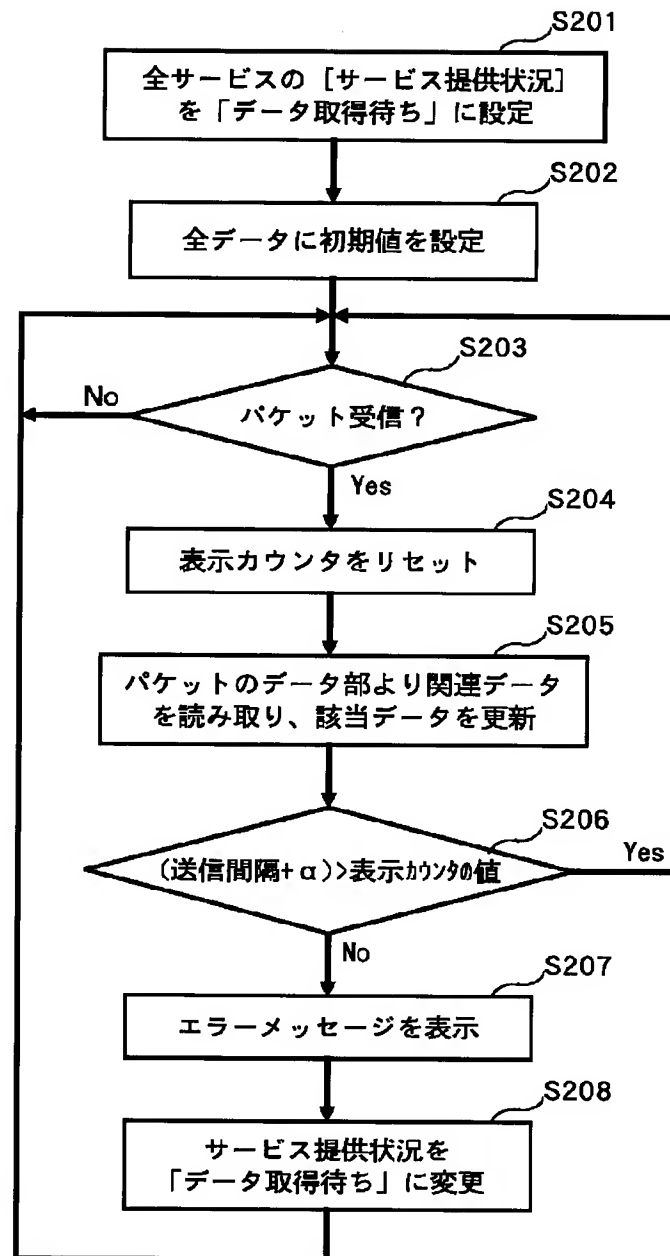 S201
全サービスの［サービス提供状況］
を「データ取得待ち」に設定
S202
全データに初期値を設定
S203
No
パケット受信？
Yes
S204
表示カウンタをリセット
S205
パケットのデータ部より関連データ
を読み取り、該当データを更新
S206
(送信間隔+α)>表示ｶｳﾝﾀの値
Yes
No
S207
エラーメッセージを表示
S208
サービス提供状況を
「データ取得待ち」に変更